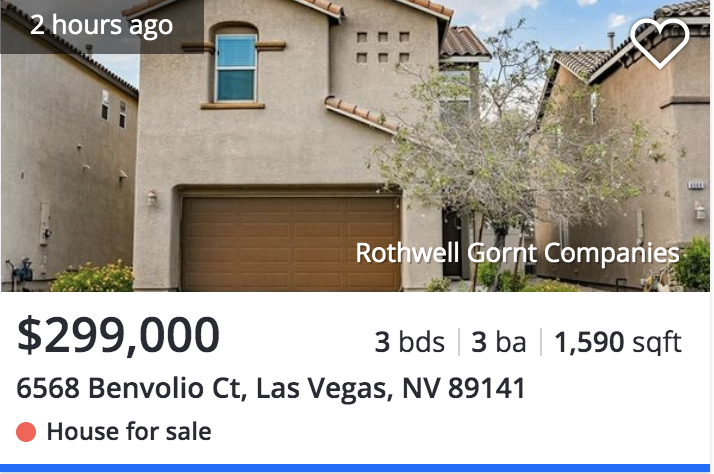 2 hours ago
Rothwell Gornt Companies
$299,000
3 bds | 3 ba | 1,590 sqft
6568 Benvolio Ct, Las Vegas, NV 89141
House for sale